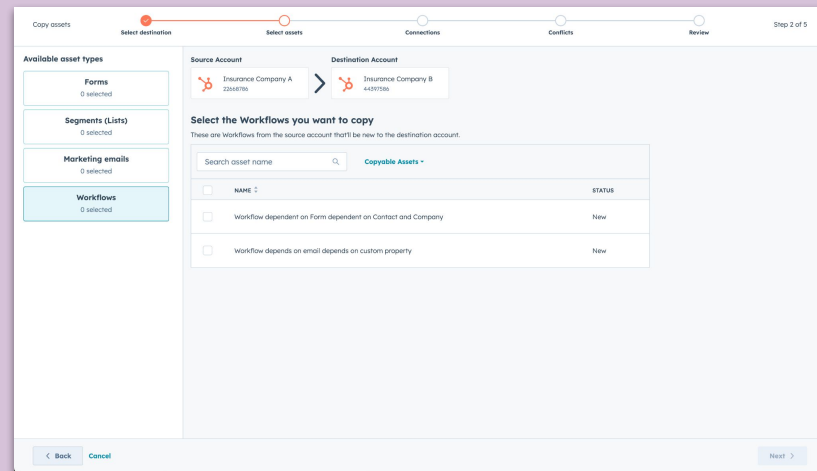 Copy assets
Select destination
Select assets
Connections
Conflicts
Review
Step 2 of 5
Available asset types
Forms
0 selected
Segments (Lists)
0 selected
Marketing emails
0 selected
Workflows
0 selected
Source Account
Destination Account
Insurance Company A
22668786
Insurance Company B
44397586
Select the Workflows you want to copy
These are Workflows from the source account that'll be new to the destination account.
Search asset name
Copyable Assets
NAME
STATUS
Workflow dependent on Form dependent on Contact and Company
New
Workflow depends on email depends on custom property
New
Back
Cancel
Next